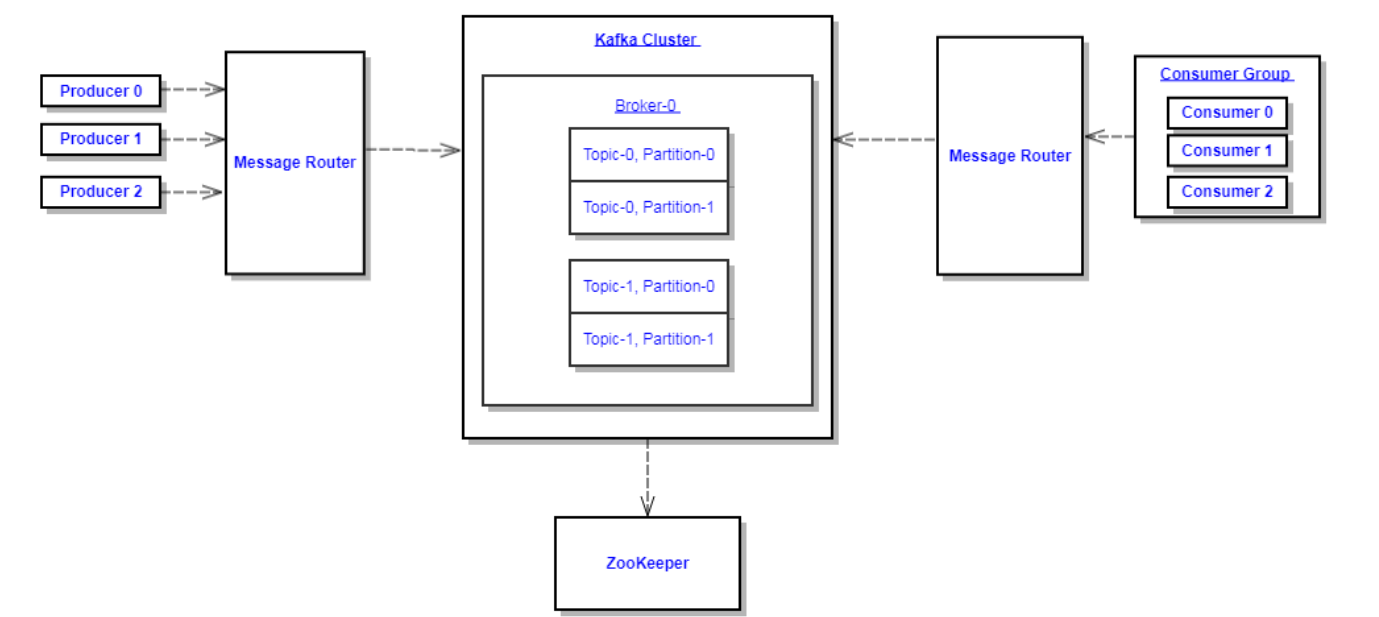 Producer 0
Producer 1
Producer 2
Message Router
Kafka Cluster
Broker-0
Topic-0, Partition-0
Topic-0, Partition-1
Topic-1, Partition-0
Topic-1, Partition-1
Message Router
Consumer Group
Consumer 0
Consumer 1
Consumer 2
ZooKeeper